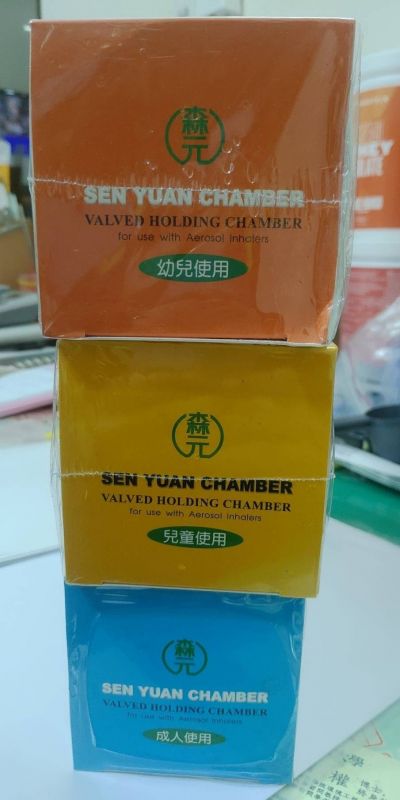 森
元
SEN YUAN CHAMBER
VALVED HOLDING CHAMBER
for use with Aerosol Inhalers
幼兒使用
森
元
SEN YUAN CHAMBER
VALVED HOLDING CHAMBER
for use with Aerosol Inhalers
兒童使用
森
元
SEN YUAN CHAMBER
VALVED HOLDING CHAMBER
for use with Aerosol Inhalers
成人使用
學
權